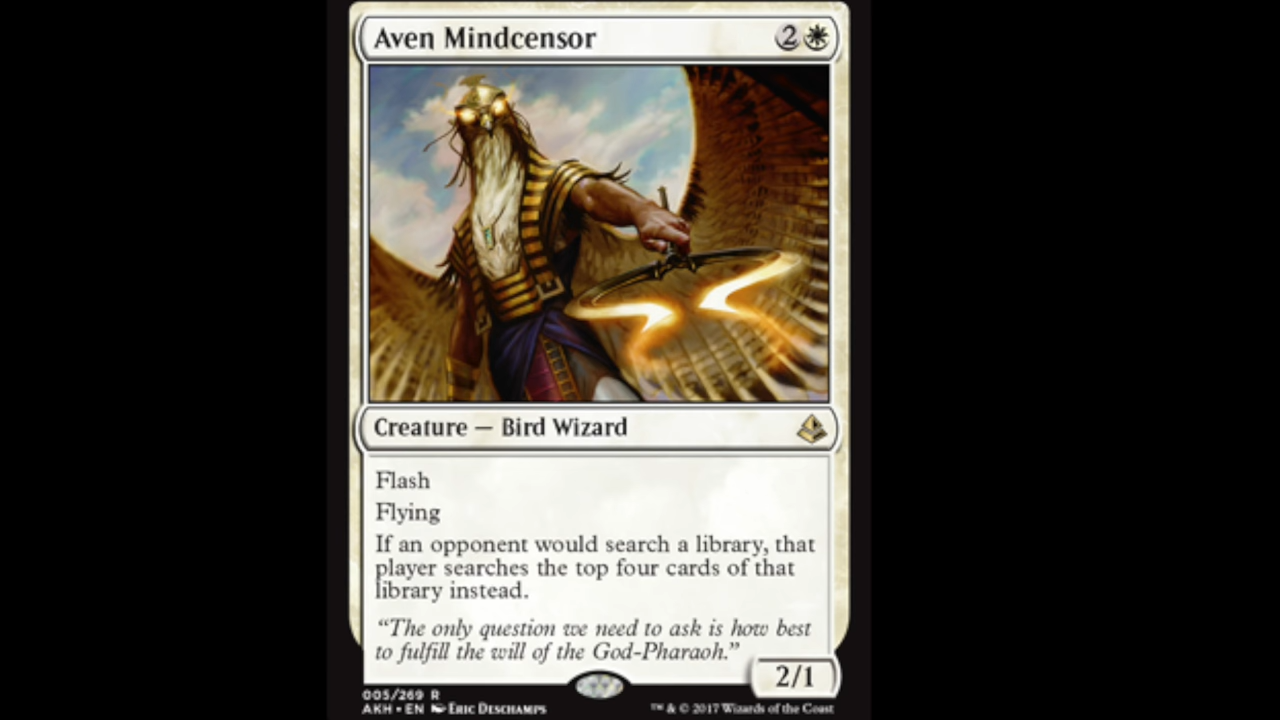 Aven Mindcensor 2
Creature — Bird Wizard
Flash
Flying
If an opponent would search a library, that
player searches the top four cards of that
library instead.
“The only question we need to ask is how best
to fulfill the will of the God-Pharaoh.”
2/1
005/269 R
AKH • EN Eric Deschamps
™ & © 2017 Wizards of the Coast